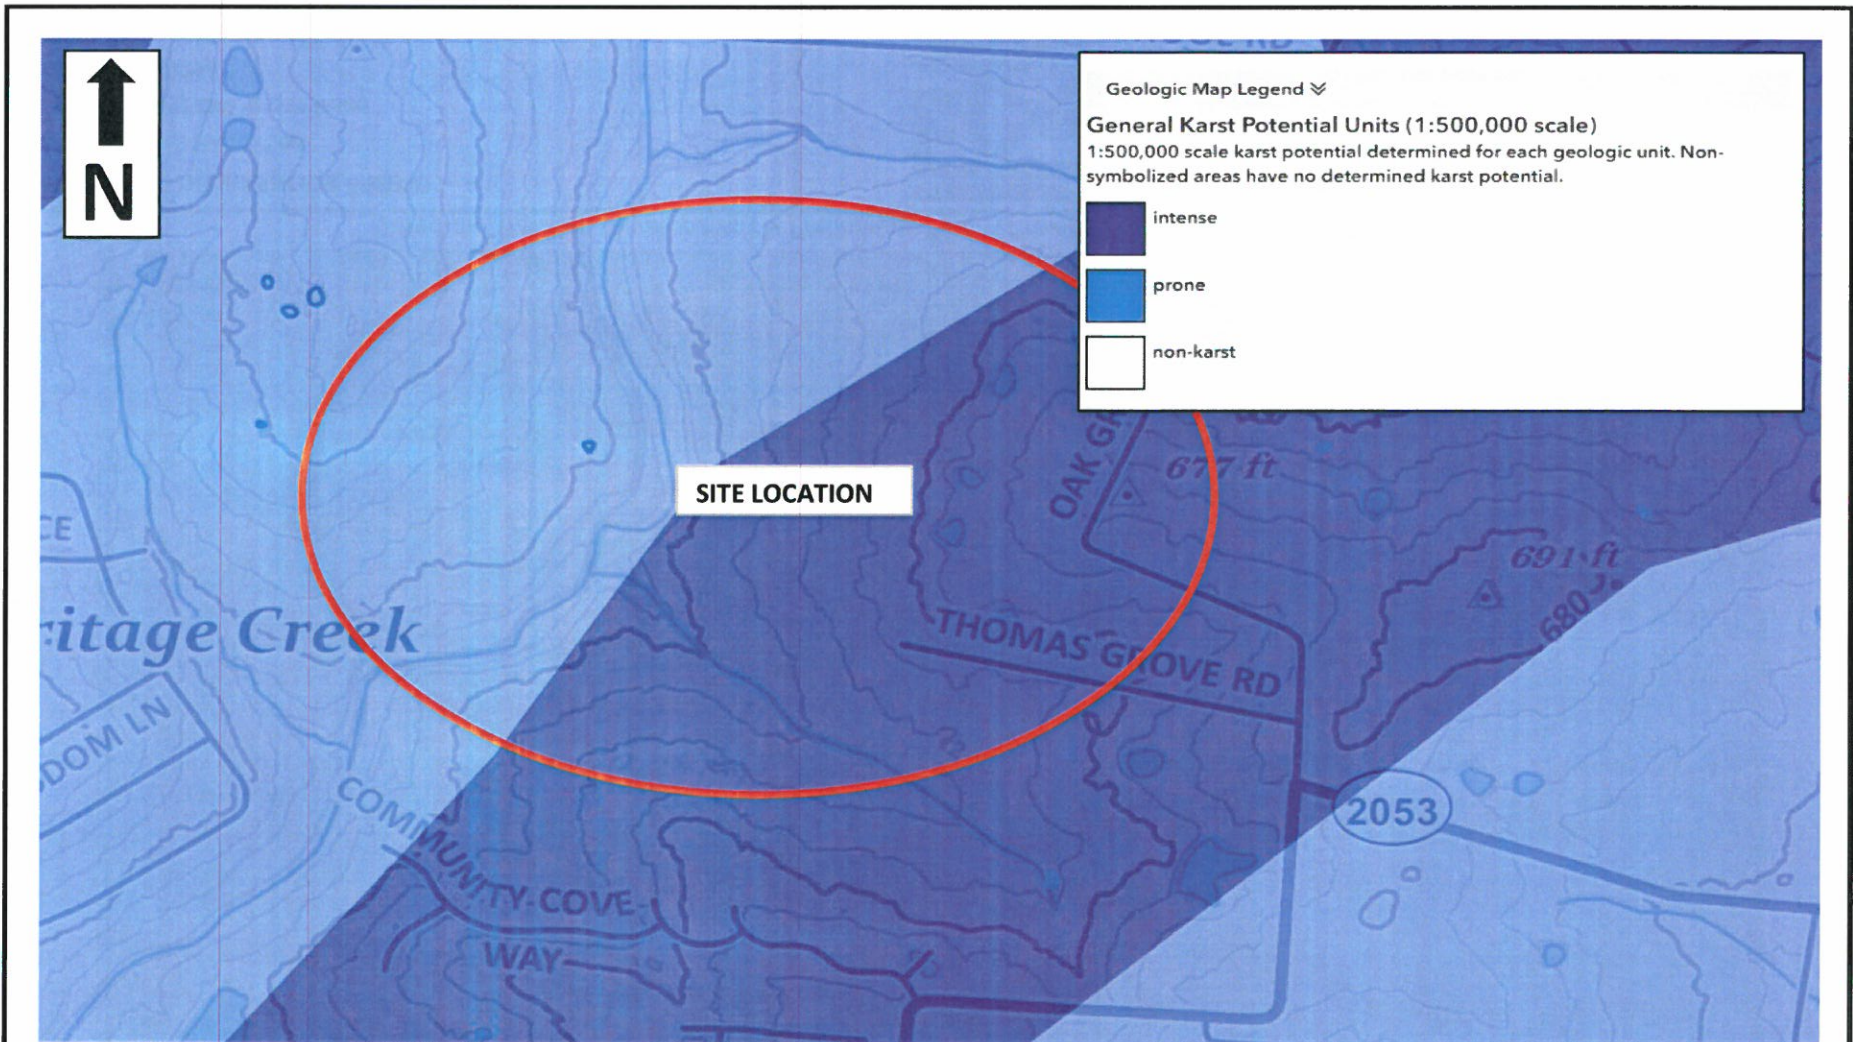 N
Geologic Map Legend
General Karst Potential Units (1:500,000 scale)
1:500,000 scale karst potential determined for each geologic unit. Non-
symbolized areas have no determined karst potential.
intense
prone
non-karst
OAK GR
677 ft
SITE LOCATION
CE
691 ft
680
ritage Creek
THOMAS GROVE RD
DOM LN
COMMUNITY COVE
WAY
2053